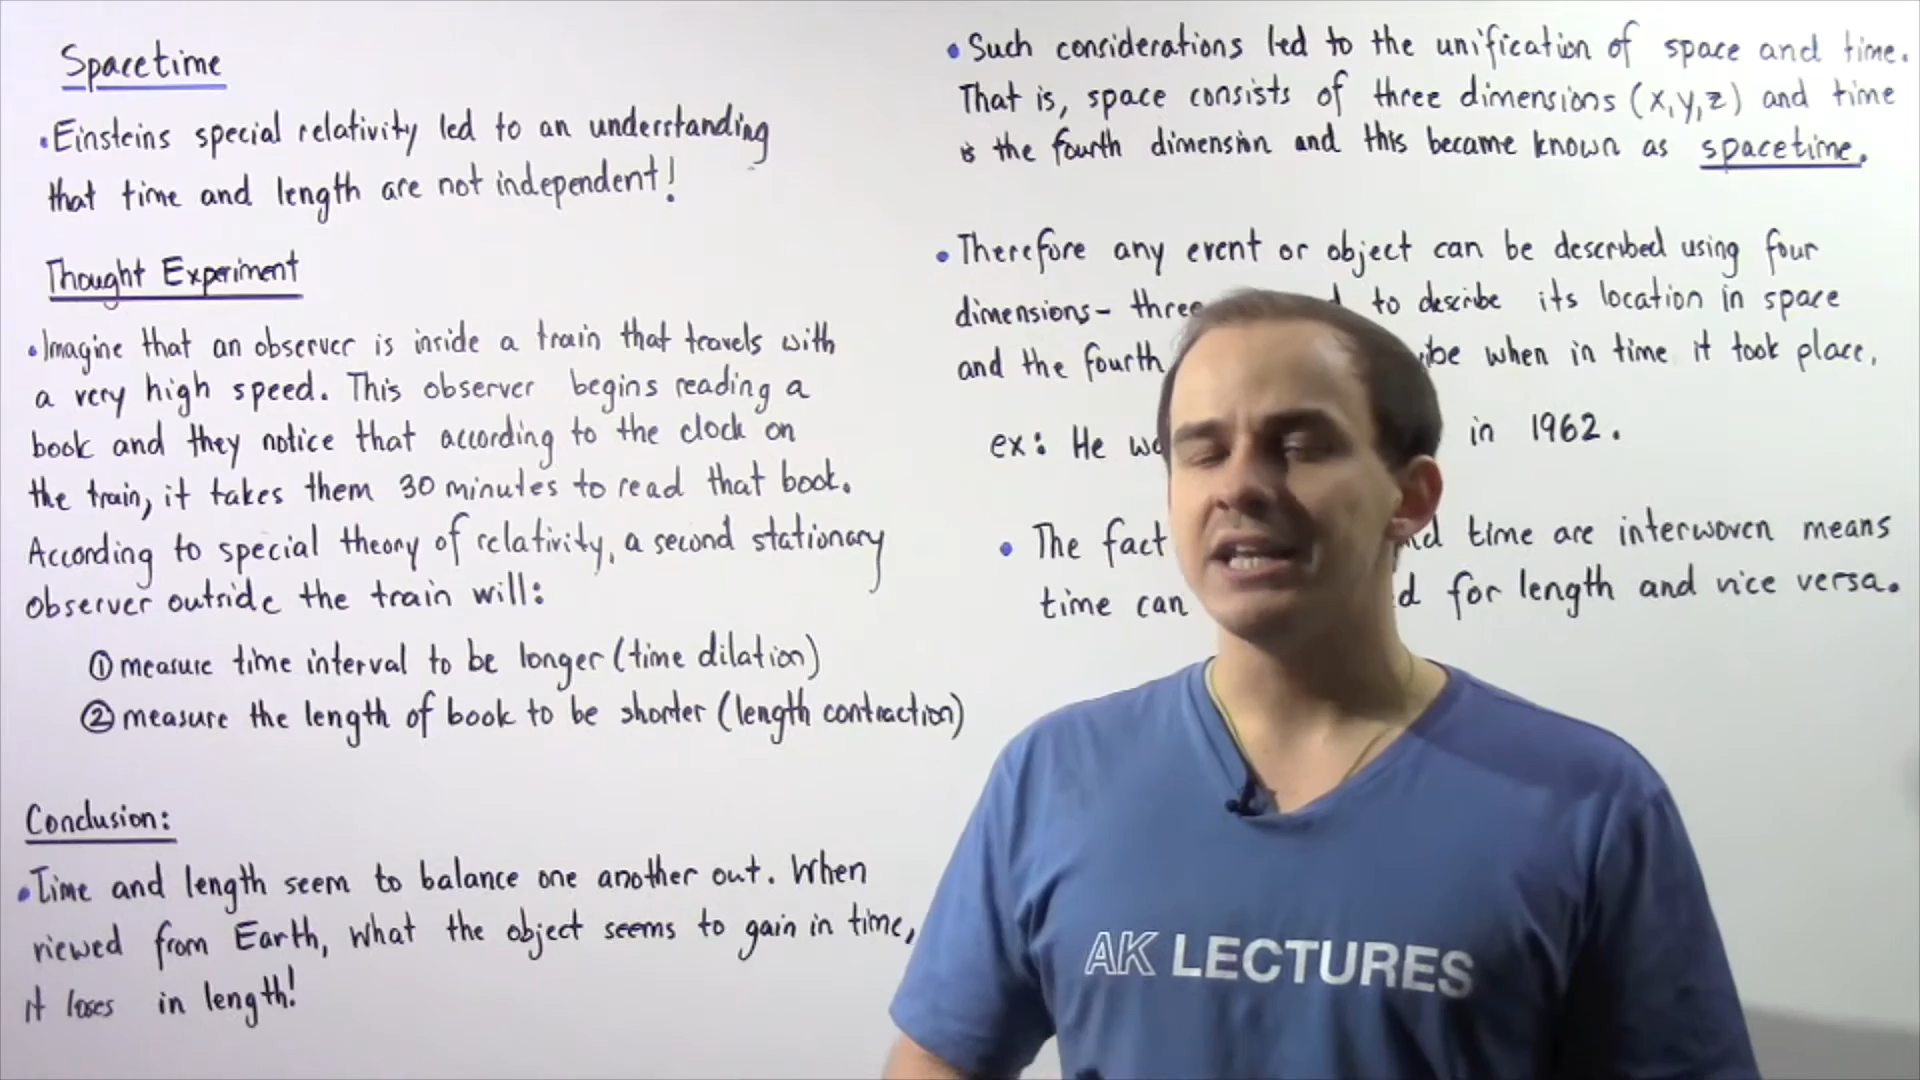 Spacetime
• Einsteins special relativity led to an understanding
that time and length are not independent!
Thought Experiment
• Imagine that an observer is inside a train that travels with
a very high speed. This observer begins reading a
book and they notice that according to the clock on
the train, it takes them 30 minutes to read that book.
According to special theory of relativity, a second stationary
observer outside the train will:
① measure time interval to be longer (time dilation)
② measure the length of book to be shorter (length contraction)
Conclusion:
• Time and length seem to balance one another out. When
viewed from Earth, what the object seems to gain in time,
it loses in length!
• Such considerations led to the unification of space and time.
That is, space consists of three dimensions (x,y,z) and time
is the fourth dimension and this became known as spacetime.
• Therefore any event or object can be described using four
dimensions - three to describe its location in space
and the fourth when in time it took place.
ex: He in 1962.
• The fact time are interwoven means
time can for length and vice versa.
AK LECTURES